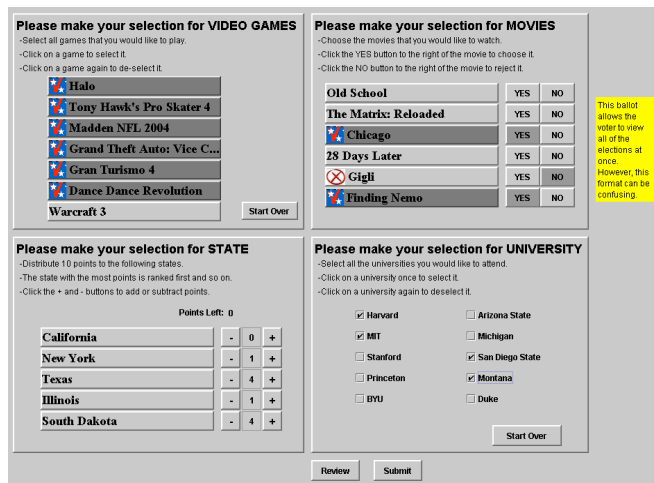 Please make your selection for VIDEO GAMES
-Select all games that you would like to play.
-Click on a game to select it.
-Click on a game again to de-select it.
Halo
Tony Hawk's Pro Skater 4
Madden NFL 2004
Grand Theft Auto: Vice C...
Gran Turismo 4
Dance Dance Revolution
Warcraft 3
Start Over
Please make your selection for MOVIES
-Choose the movies that you would like to watch.
-Click the YES button to the right of the movie to choose it.
-Click the NO button to the right of the movie to reject it.
Old School YES NO
The Matrix: Reloaded YES NO
Chicago YES NO
28 Days Later YES NO
Gigli YES NO
Finding Nemo YES NO
This ballot
allows the
voter to view
all of the
elections at
once.
However, this
format can be
confusing.
Please make your selection for STATE
-Distribute 10 points to the following states.
-The state with the most points is ranked first and so on.
-Click the + and - buttons to add or subtract points.
Points Left: 0
California - 0 +
New York - 1 +
Texas - 4 +
Illinois - 1 +
South Dakota - 4 +
Please make your selection for UNIVERSITY
-Select all the universities you would like to attend.
-Click on a university once to select it.
-Click on a university again to deselect it.
Harvard Arizona State
MIT Michigan
Stanford San Diego State
Princeton Montana
BYU Duke
Start Over
Review Submit